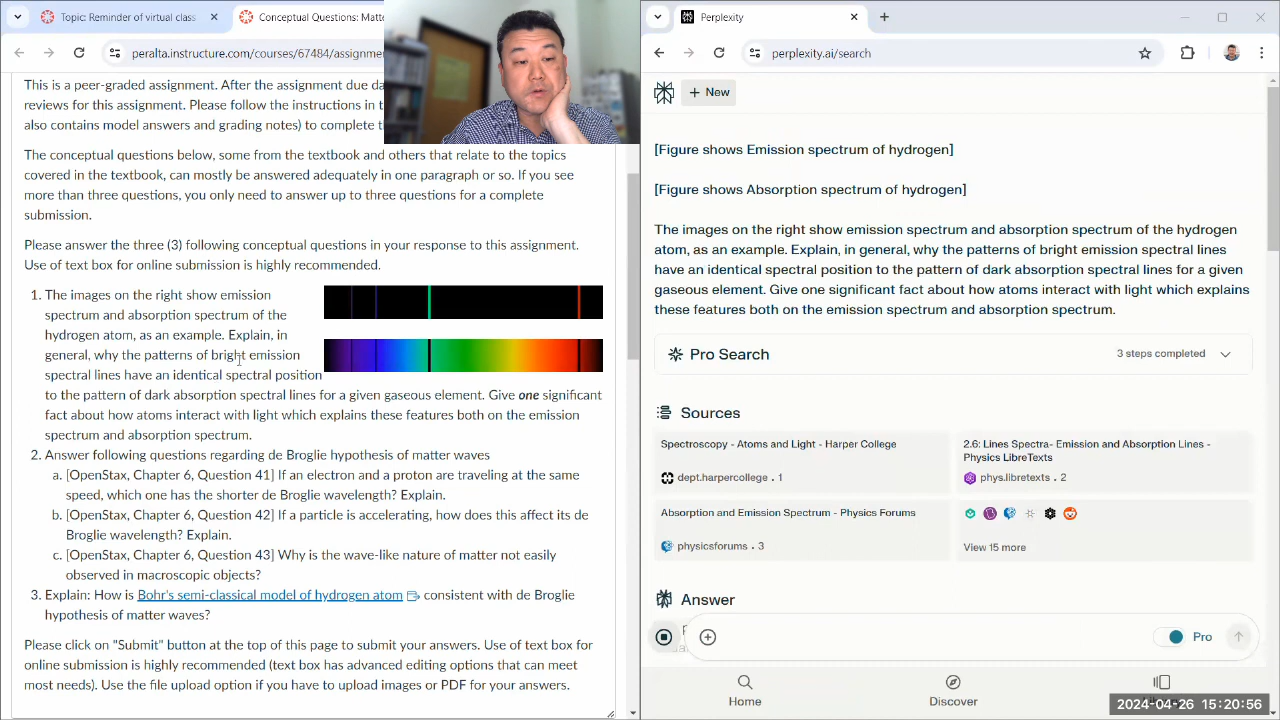 Topic: Reminder of virtual class
Conceptual Questions: Matte
Perplexity
peralta.instructure.com/courses/67484/assignme
perplexity.ai/search
This is a peer-graded assignment. After the assignment due da
reviews for this assignment. Please follow the instructions in t
also contains model answers and grading notes) to complete t
The conceptual questions below, some from the textbook and others that relate to the topics
covered in the textbook, can mostly be answered adequately in one paragraph or so. If you see
more than three questions, you only need to answer up to three questions for a complete
submission.
Please answer the three (3) following conceptual questions in your response to this assignment.
Use of text box for online submission is highly recommended.
1. The images on the right show emission
spectrum and absorption spectrum of the
hydrogen atom, as an example. Explain, in
general, why the patterns of bright emission
spectral lines have an identical spectral position
to the pattern of dark absorption spectral lines for a given gaseous element. Give one significant
fact about how atoms interact with light which explains these features both on the emission
spectrum and absorption spectrum.
2. Answer following questions regarding de Broglie hypothesis of matter waves
a. [OpenStax, Chapter 6, Question 41] If an electron and a proton are traveling at the same
speed, which one has the shorter de Broglie wavelength? Explain.
b. [OpenStax, Chapter 6, Question 42] If a particle is accelerating, how does this affect its de
Broglie wavelength? Explain.
c. [OpenStax, Chapter 6, Question 43] Why is the wave-like nature of matter not easily
observed in macroscopic objects?
3. Explain: How is Bohr's semi-classical model of hydrogen atom consistent with de Broglie
hypothesis of matter waves?
Please click on "Submit" button at the top of this page to submit your answers. Use of text box for
online submission is highly recommended (text box has advanced editing options that can meet
most needs). Use the file upload option if you have to upload images or PDF for your answers.
+ New
[Figure shows Emission spectrum of hydrogen]
[Figure shows Absorption spectrum of hydrogen]
The images on the right show emission spectrum and absorption spectrum of the hydrogen
atom, as an example. Explain, in general, why the patterns of bright emission spectral lines
have an identical spectral position to the pattern of dark absorption spectral lines for a given
gaseous element. Give one significant fact about how atoms interact with light which explains
these features both on the emission spectrum and absorption spectrum.
Pro Search
3 steps completed
Sources
Spectroscopy - Atoms and Light - Harper College
dept.harpercollege . 1
2.6: Lines Spectra- Emission and Absorption Lines -
Physics LibreTexts
phys.libretexts . 2
Absorption and Emission Spectrum - Physics Forums
physicsforums . 3
View 15 more
Answer
Pro
Home
Discover
2024-04-26 15:20:56